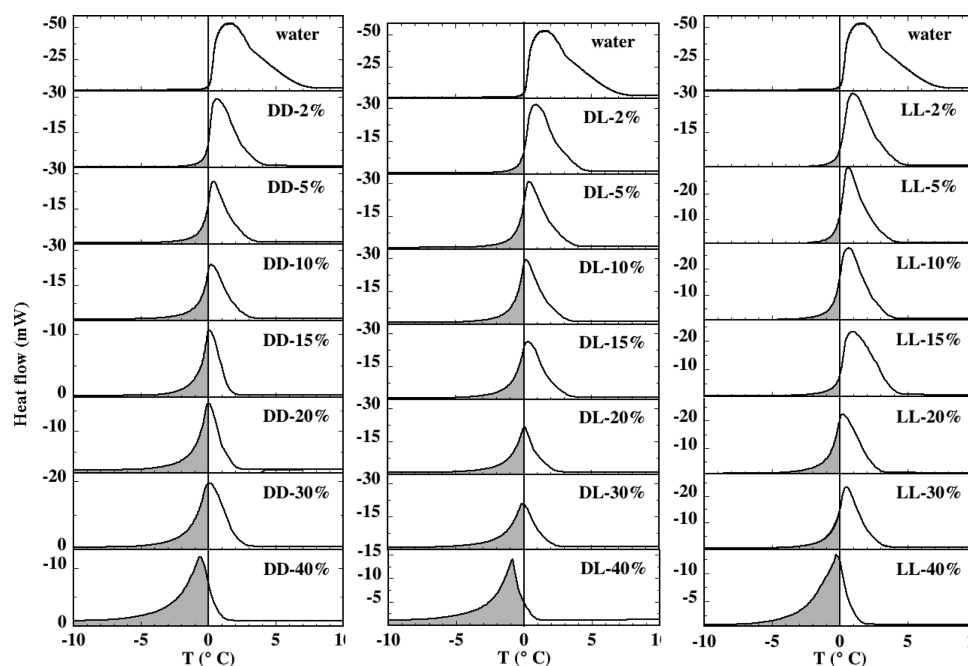 Heat flow (mW)
-50
water
-25
-30
DD-2%
-15
-30
DD-5%
-15
-30
DD-10%
-15
-10
DD-15%
0
DD-20%
-10
-20
DD-30%
0
-10
DD-40%
0
-10 -5 0 5
T (° C)
-50
water
-25
-30
DL-2%
-15
-30
DL-5%
-15
-30
DL-10%
-15
-30
DL-15%
-15
-30
DL-20%
-15
-30
DL-30%
-15
-15
DL-40%
-10
-5
-10 -5 0 5
T (° C)
-50
water
-25
-30
LL-2%
-15
LL-5%
-20
-10
LL-10%
-20
-10
LL-15%
-20
-10
LL-20%
-20
-10
LL-30%
-20
-10
LL-40%
-10
-5
0
-10 -5 0 5
T (° C)